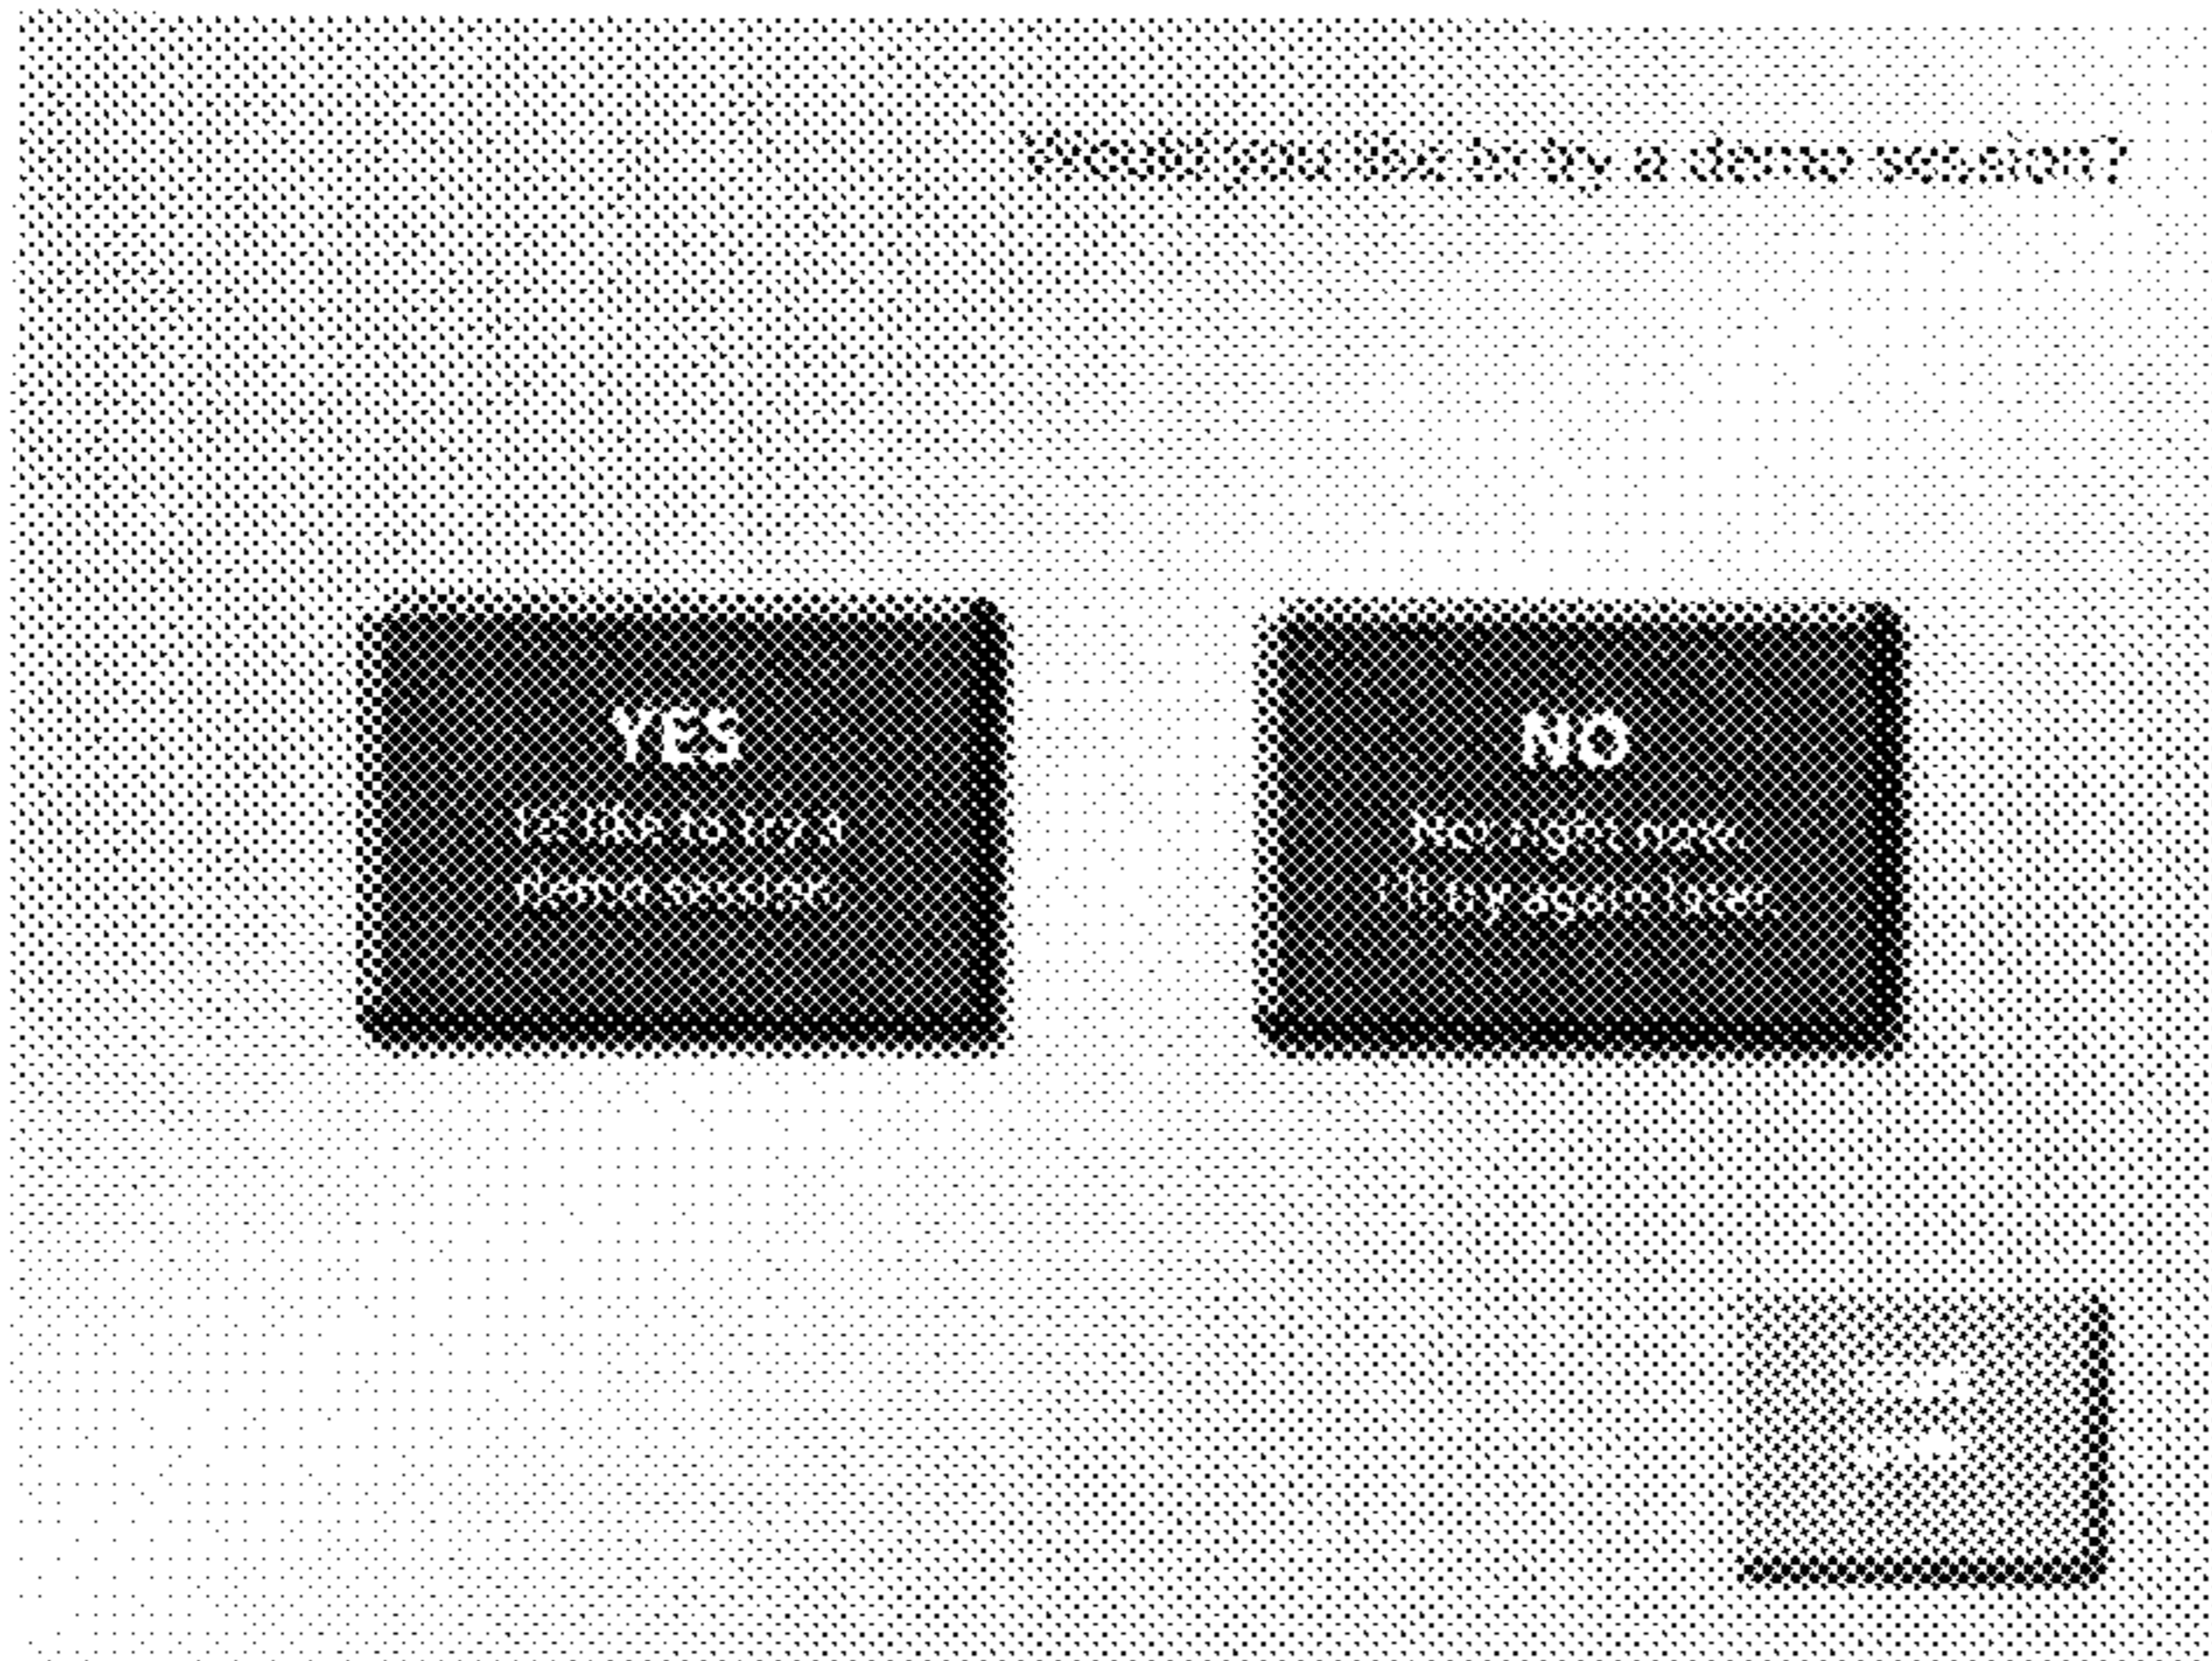 Would you like to try a demo session?
YES
I'd like to try a
demo session.
NO
Not right now.
I'll try again later.